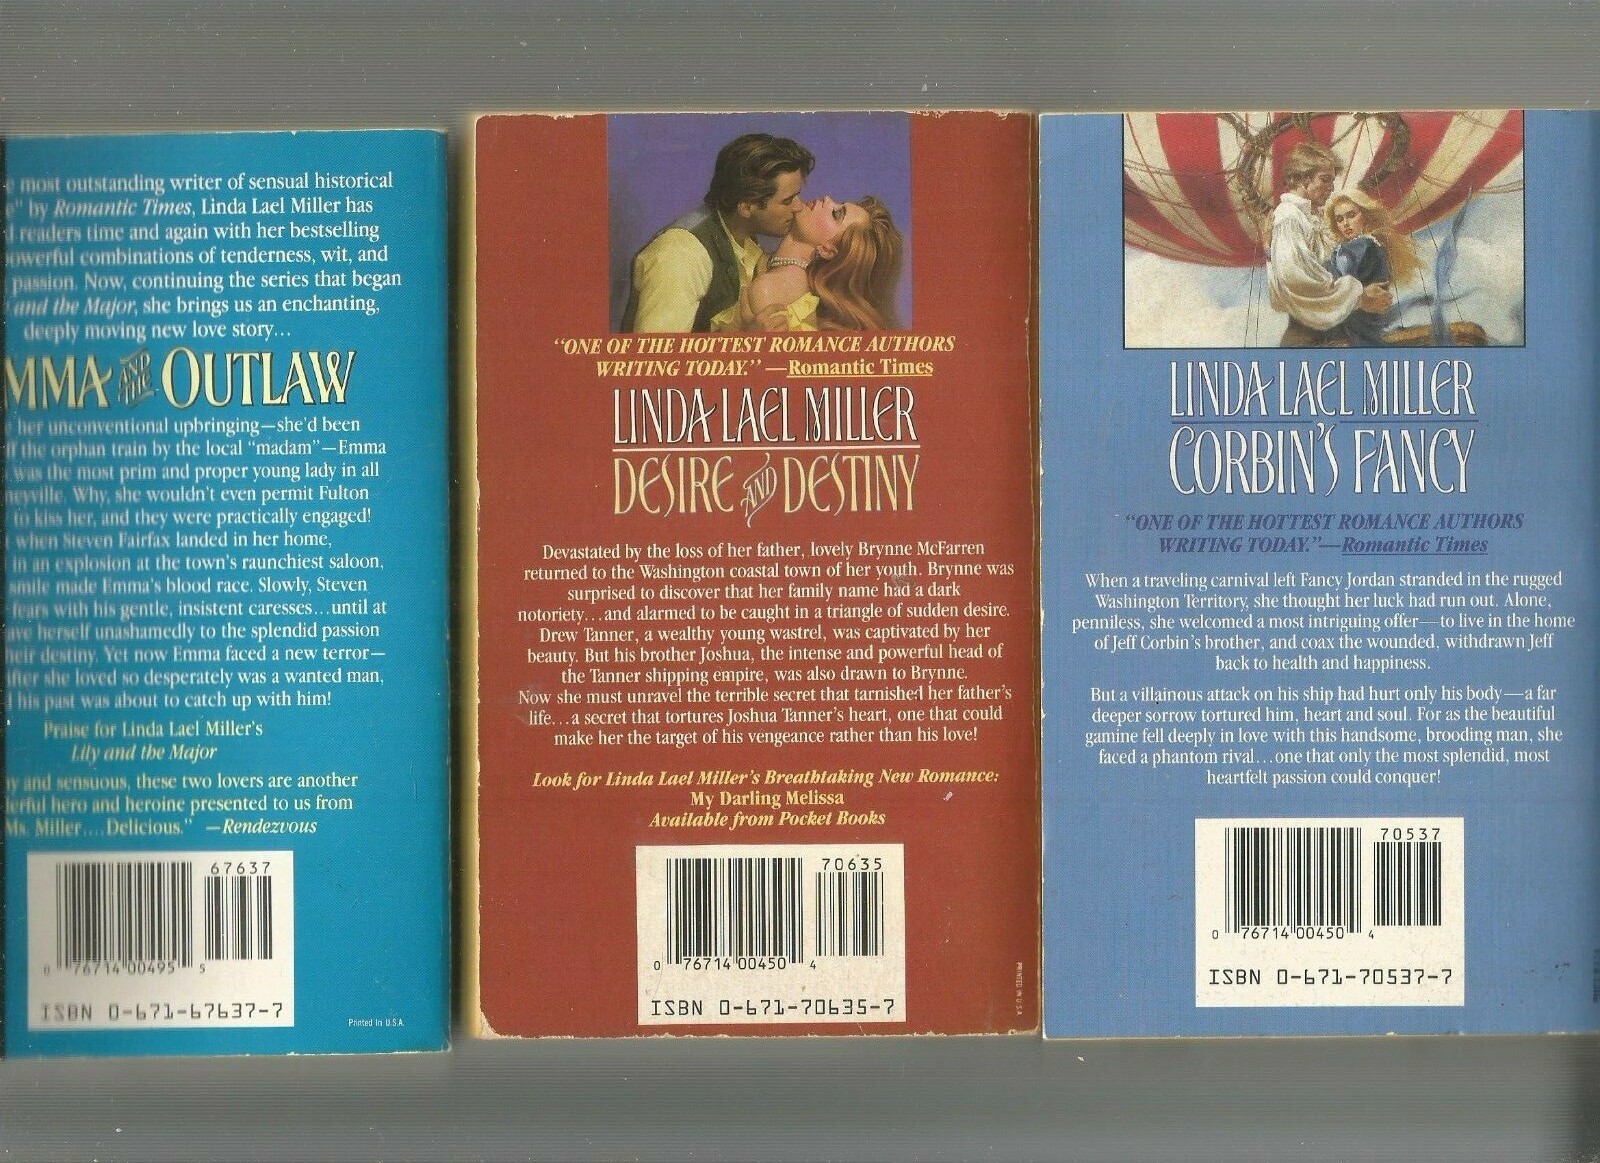 most outstanding writer of sensual historical
e" by Romantic Times, Linda Lael Miller has
readers time and again with her bestselling
combinations of tenderness, wit, and
passion. Now, continuing the series that began
and the Major, she brings us an enchanting,
deeply moving new love story...
MMA AND THE OUTLAW
her unconventional upbringing—she'd been
the orphan train by the local "madam"—Emma
was the most prim and proper young lady in all
neyville. Why, she wouldn't even permit Fulton
to kiss her, and they were practically engaged!
when Steven Fairfax landed in her home,
in an explosion at the town's raunchiest saloon,
smile made Emma's blood race. Slowly, Steven
fears with his gentle, insistent caresses...until at
ave herself unashamedly to the splendid passion
heir destiny. Yet now Emma faced a new terror—
she loved so desperately was a wanted man,
his past was about to catch up with him!
Praise for Linda Lael Miller's
Lily and the Major
y and sensuous, these two lovers are another
erful hero and heroine presented to us from
Ms. Miller....Delicious." —Rendezvous
67637
0 76714 00495 5
ISBN 0-671-67637-7
Printed in U.S.A.
"ONE OF THE HOTTEST ROMANCE AUTHORS
WRITING TODAY." —Romantic Times
LINDA LAEL MILLER
DESIRE AND DESTINY
Devastated by the loss of her father, lovely Brynne McFarren
returned to the Washington coastal town of her youth. Brynne was
surprised to discover that her family name had a dark
notoriety...and alarmed to be caught in a triangle of sudden desire.
Drew Tanner, a wealthy young wastrel, was captivated by her
beauty. But his brother Joshua, the intense and powerful head of
the Tanner shipping empire, was also drawn to Brynne.
Now she must unravel the terrible secret that tarnished her father's
life...a secret that tortures Joshua Tanner's heart, one that could
make her the target of his vengeance rather than his love!
Look for Linda Lael Miller's Breathtaking New Romance:
My Darling Melissa
Available from Pocket Books
70635
0 76714 00450 4
ISBN 0-671-70635-7
PRINTED IN U.S.A.
LINDA LAEL MILLER
CORBIN'S FANCY
"ONE OF THE HOTTEST ROMANCE AUTHORS
WRITING TODAY."—Romantic Times
When a traveling carnival left Fancy Jordan stranded in the rugged
Washington Territory, she thought her luck had run out. Alone,
penniless, she welcomed a most intriguing offer—to live in the home
of Jeff Corbin's brother, and coax the wounded, withdrawn Jeff
back to health and happiness.
But a villainous attack on his ship had hurt only his body—a far
deeper sorrow tortured him, heart and soul. For as the beautiful
gamine fell deeply in love with this handsome, brooding man, she
faced a phantom rival...one that only the most splendid, most
heartfelt passion could conquer!
70537
0 76714 00450 4
ISBN 0-671-70537-7